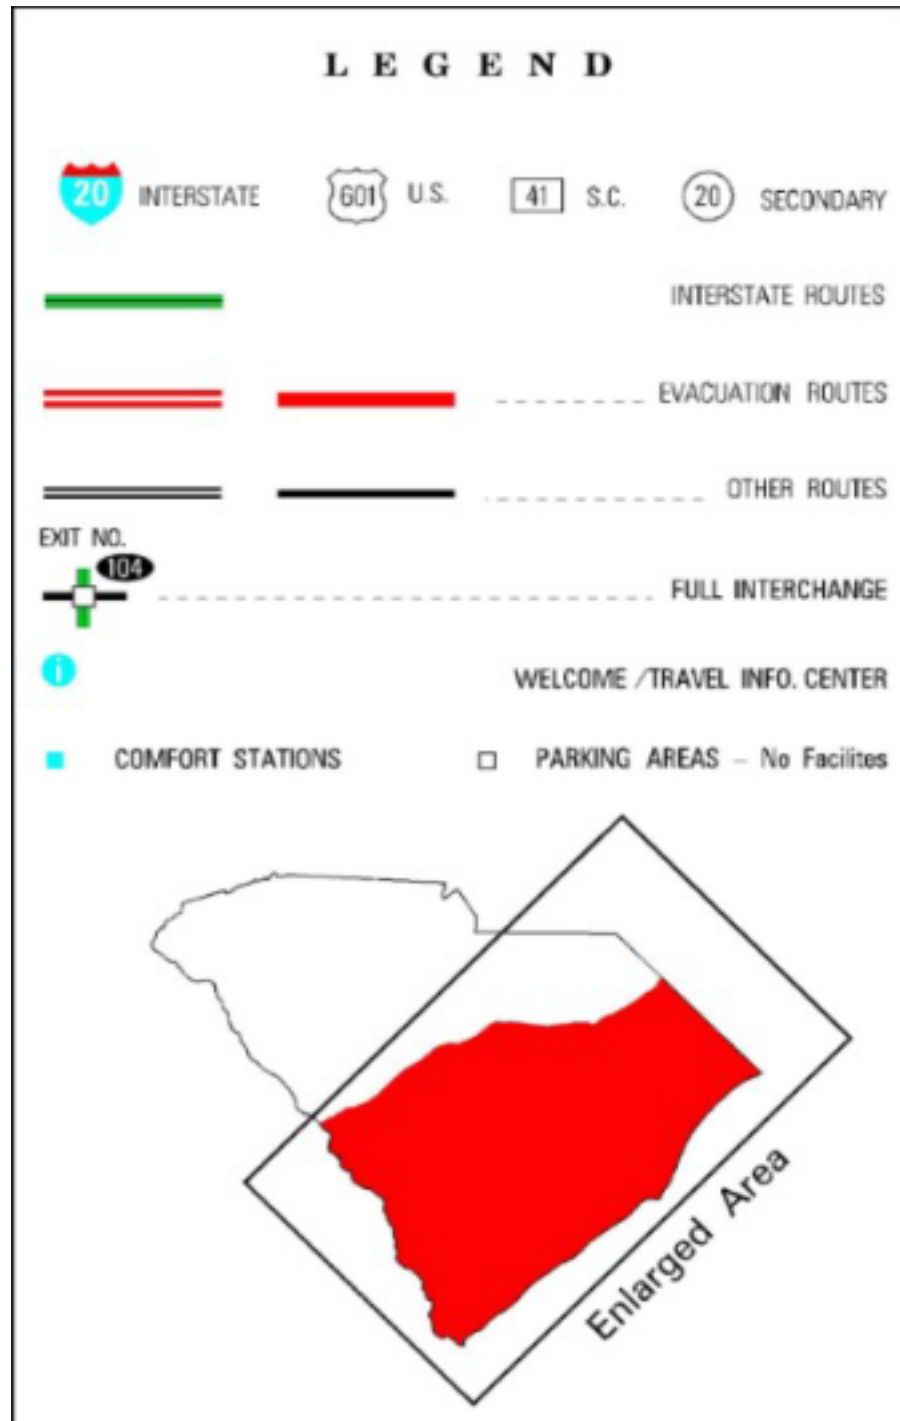 LEGEND
20 INTERSTATE 601 U.S. 41 S.C. 20 SECONDARY
INTERSTATE ROUTES
EVACUATION ROUTES
OTHER ROUTES
EXIT NO.
104
FULL INTERCHANGE
i WELCOME /TRAVEL INFO. CENTER
COMFORT STATIONS PARKING AREAS – No Facilites
Enlarged Area